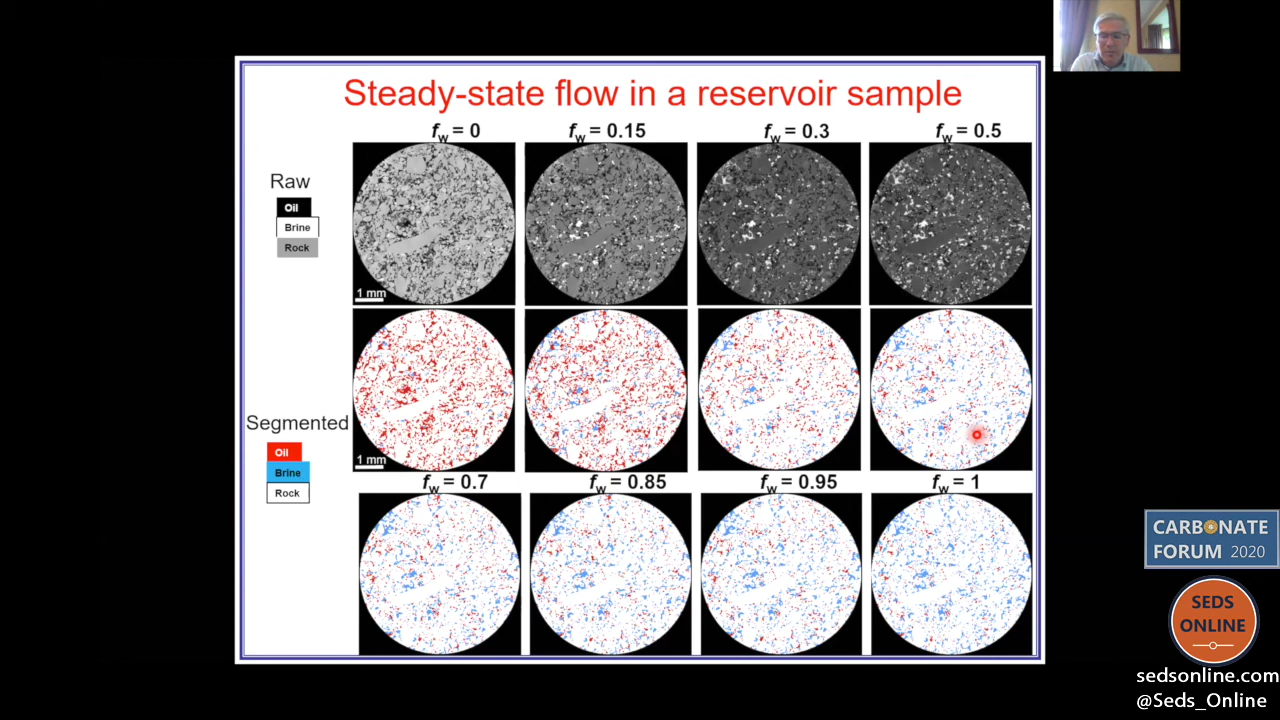 Steady-state flow in a reservoir sample
fw = 0
fw = 0.15
fw = 0.3
fw = 0.5
Raw
Oil
Brine
Rock
1 mm
Segmented
Oil
Brine
Rock
1 mm
fw = 0.7
fw = 0.85
fw = 0.95
fw = 1
CARBONATE
FORUM 2020
SEDS
ONLINE
sedsonline.com
@Seds_Online